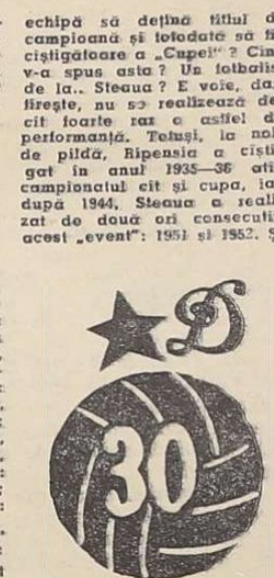 echipă să dețină titlul d
campioană și totodată să fi
cîștigătoare a „Cupei” ? Cin
v-a spus asta ? Un fotbalis
de la.. Steaua ? E voie, da
firește, nu se realizează de
cît foarte rar o astfel d
performanță. Totuși, la noi
de pildă, Ripensia a cîști
gat în anul 1935—36 atî
campionatul cît și cupa, ia
după 1944, Steaua a reali
zat de două ori consecuti
acest „event”: 1951 și 1952. Ș
D
30